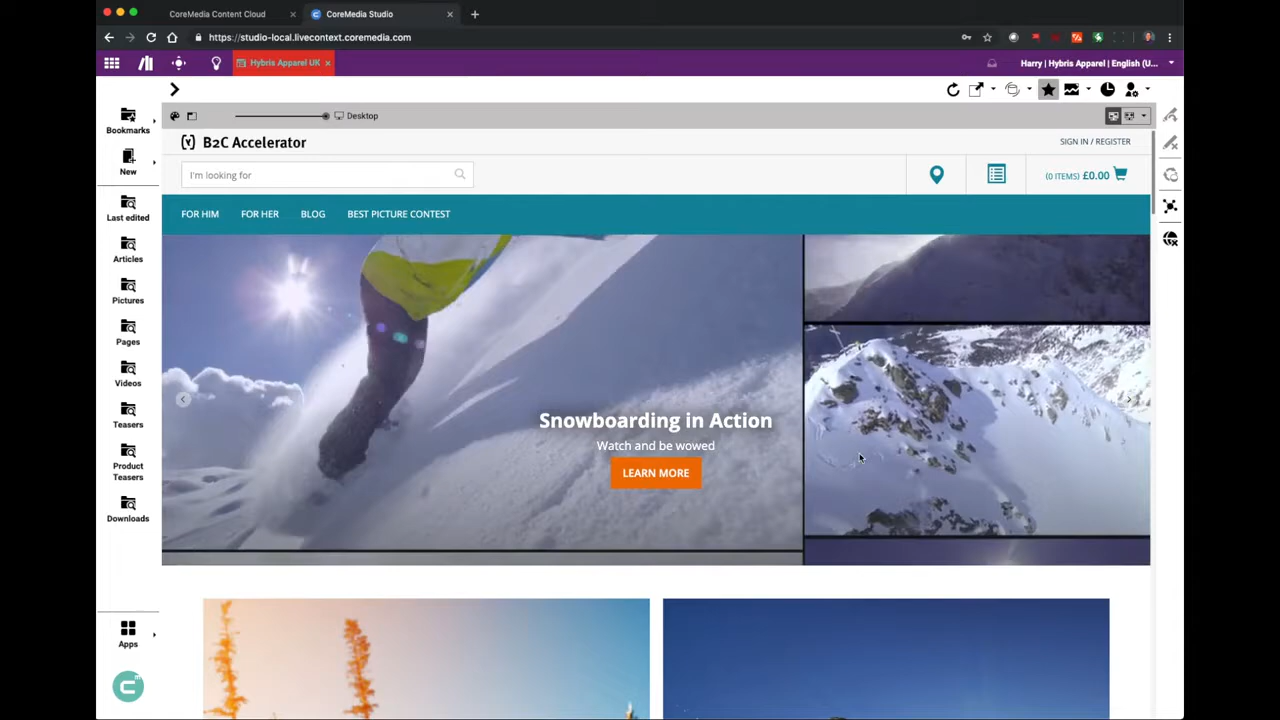 CoreMedia Content Cloud
CoreMedia Studio
https://studio-local.livecontext.coremedia.com
Hybris Apparel UK
Harry | Hybris Apparel | English (U...
Bookmarks
New
Last edited
Articles
Pictures
Pages
Videos
Teasers
Product
Teasers
Downloads
Apps
Desktop
B2C Accelerator
SIGN IN / REGISTER
I'm looking for
(0 ITEMS) £0.00
FOR HIM
FOR HER
BLOG
BEST PICTURE CONTEST
Snowboarding in Action
Watch and be wowed
LEARN MORE